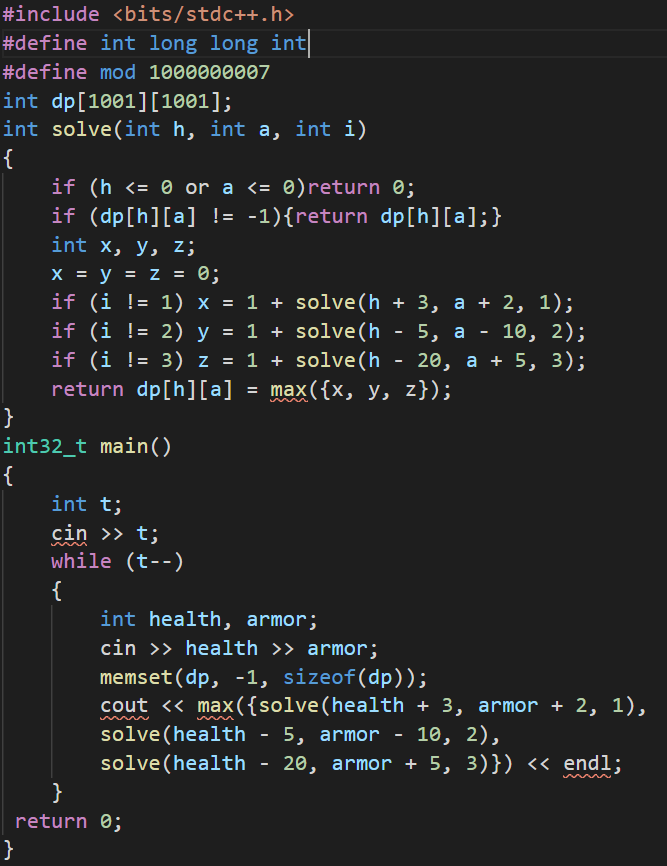 #include <bits/stdc++.h>
#define int long long int
#define mod 1000000007
int dp[1001][1001];
int solve(int h, int a, int i)
{
    if (h <= 0 or a <= 0)return 0;
    if (dp[h][a] != -1){return dp[h][a];}
    int x, y, z;
    x = y = z = 0;
    if (i != 1) x = 1 + solve(h + 3, a + 2, 1);
    if (i != 2) y = 1 + solve(h - 5, a - 10, 2);
    if (i != 3) z = 1 + solve(h - 20, a + 5, 3);
    return dp[h][a] = max({x, y, z});
}
int32_t main()
{
    int t;
    cin >> t;
    while (t--)
    {
        int health, armor;
        cin >> health >> armor;
        memset(dp, -1, sizeof(dp));
        cout << max({solve(health + 3, armor + 2, 1),
        solve(health - 5, armor - 10, 2),
        solve(health - 20, armor + 5, 3)}) << endl;
    }
 return 0;
}